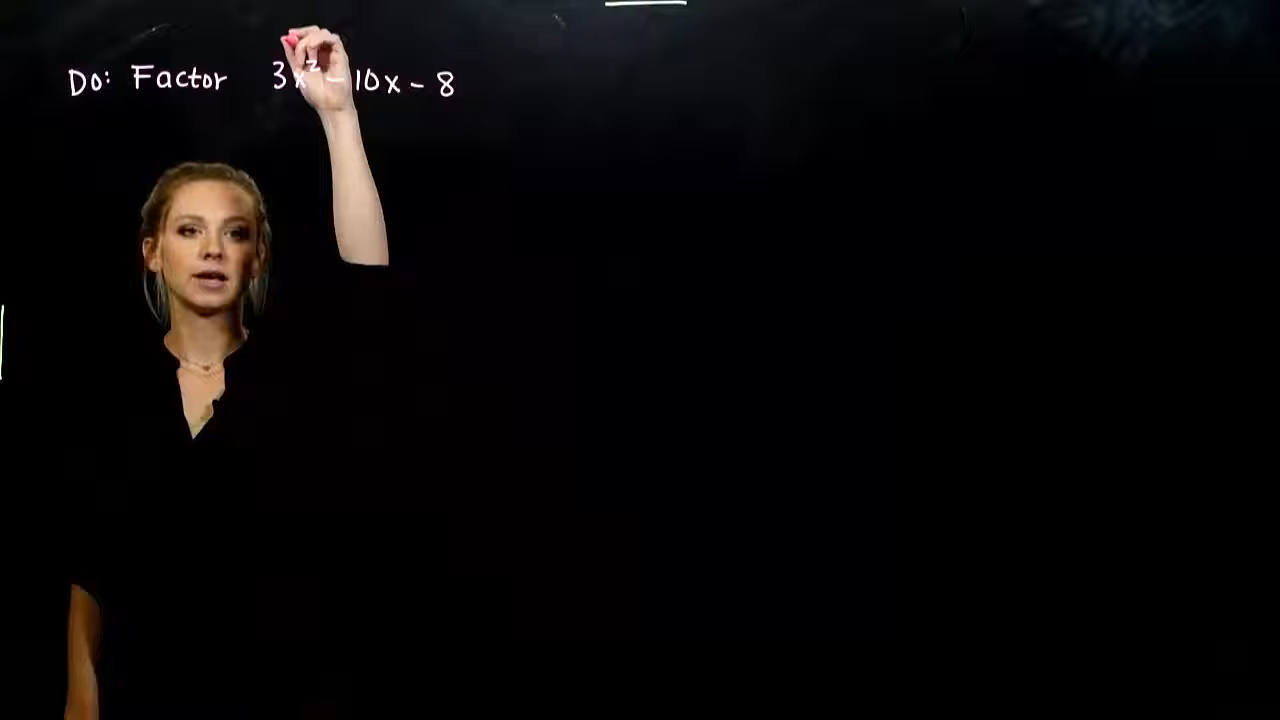 Do: Factor 3x² - 10x - 8